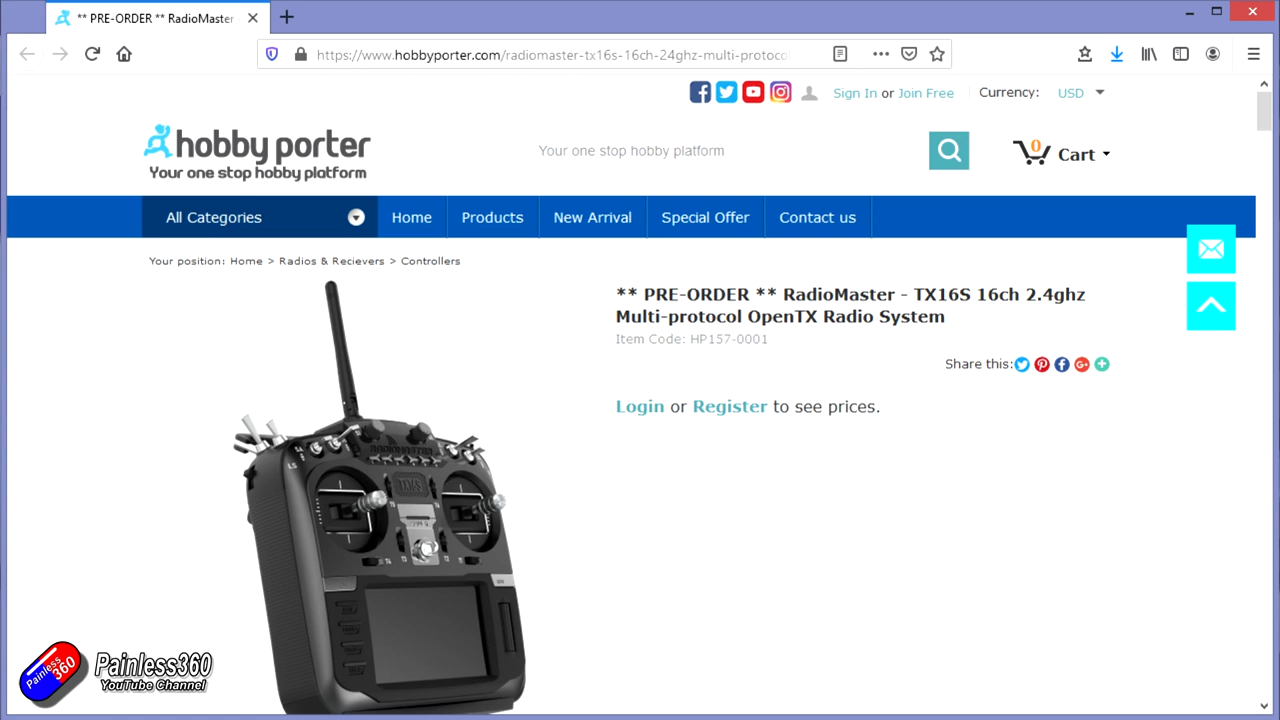 ** PRE-ORDER ** RadioMaster
https://www.hobbyporter.com/radiomaster-tx16s-16ch-24ghz-multi-protoco
Sign In or Join Free
Currency: USD
hobby porter
Your one stop hobby platform
Your one stop hobby platform
0
Cart
All Categories
Home
Products
New Arrival
Special Offer
Contact us
Your position: Home > Radios & Recievers > Controllers
** PRE-ORDER ** RadioMaster - TX16S 16ch 2.4ghz
Multi-protocol OpenTX Radio System
Item Code: HP157-0001
Share this:
Login or Register to see prices.
RADIOMASTER
TX16S
Painless360
Painless360
YouTube Channel